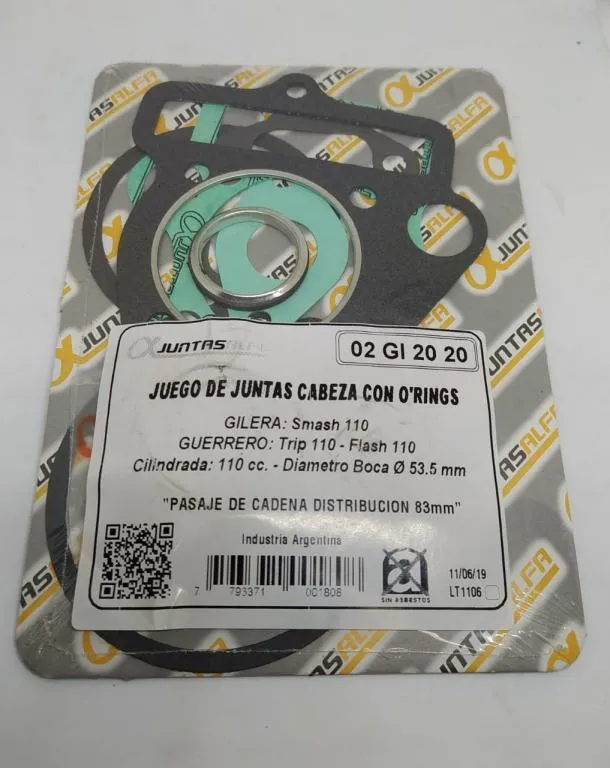 JUNTASALFA
02 GI 20 20
JUEGO DE JUNTAS CABEZA CON O'RINGS
GILERA: Smash 110
GUERRERO: Trip 110 - Flash 110
Cilindrada: 110 cc. - Diametro Boca Ø 53.5 mm
"PASAJE DE CADENA DISTRIBUCION 83mm"
Industria Argentina
7 793371 001808
SIN ASBESTOS
11/06/19
LT1106